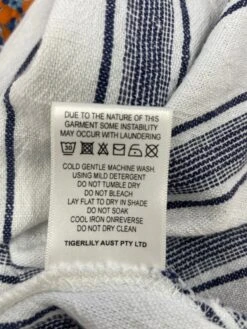 DUE TO THE NATURE OF THIS
GARMENT SOME INSTABILITY
MAY OCCUR WITH LAUNDERING
30
COLD GENTLE MACHINE WASH.
USING MILD DETERGENT
DO NOT TUMBLE DRY
DO NOT BLEACH
LAY FLAT TO DRY IN SHADE
DO NOT SOAK
COOL IRON ONREVERSE
DO NOT DRY CLEAN
TIGERLILY AUST PTY LTD